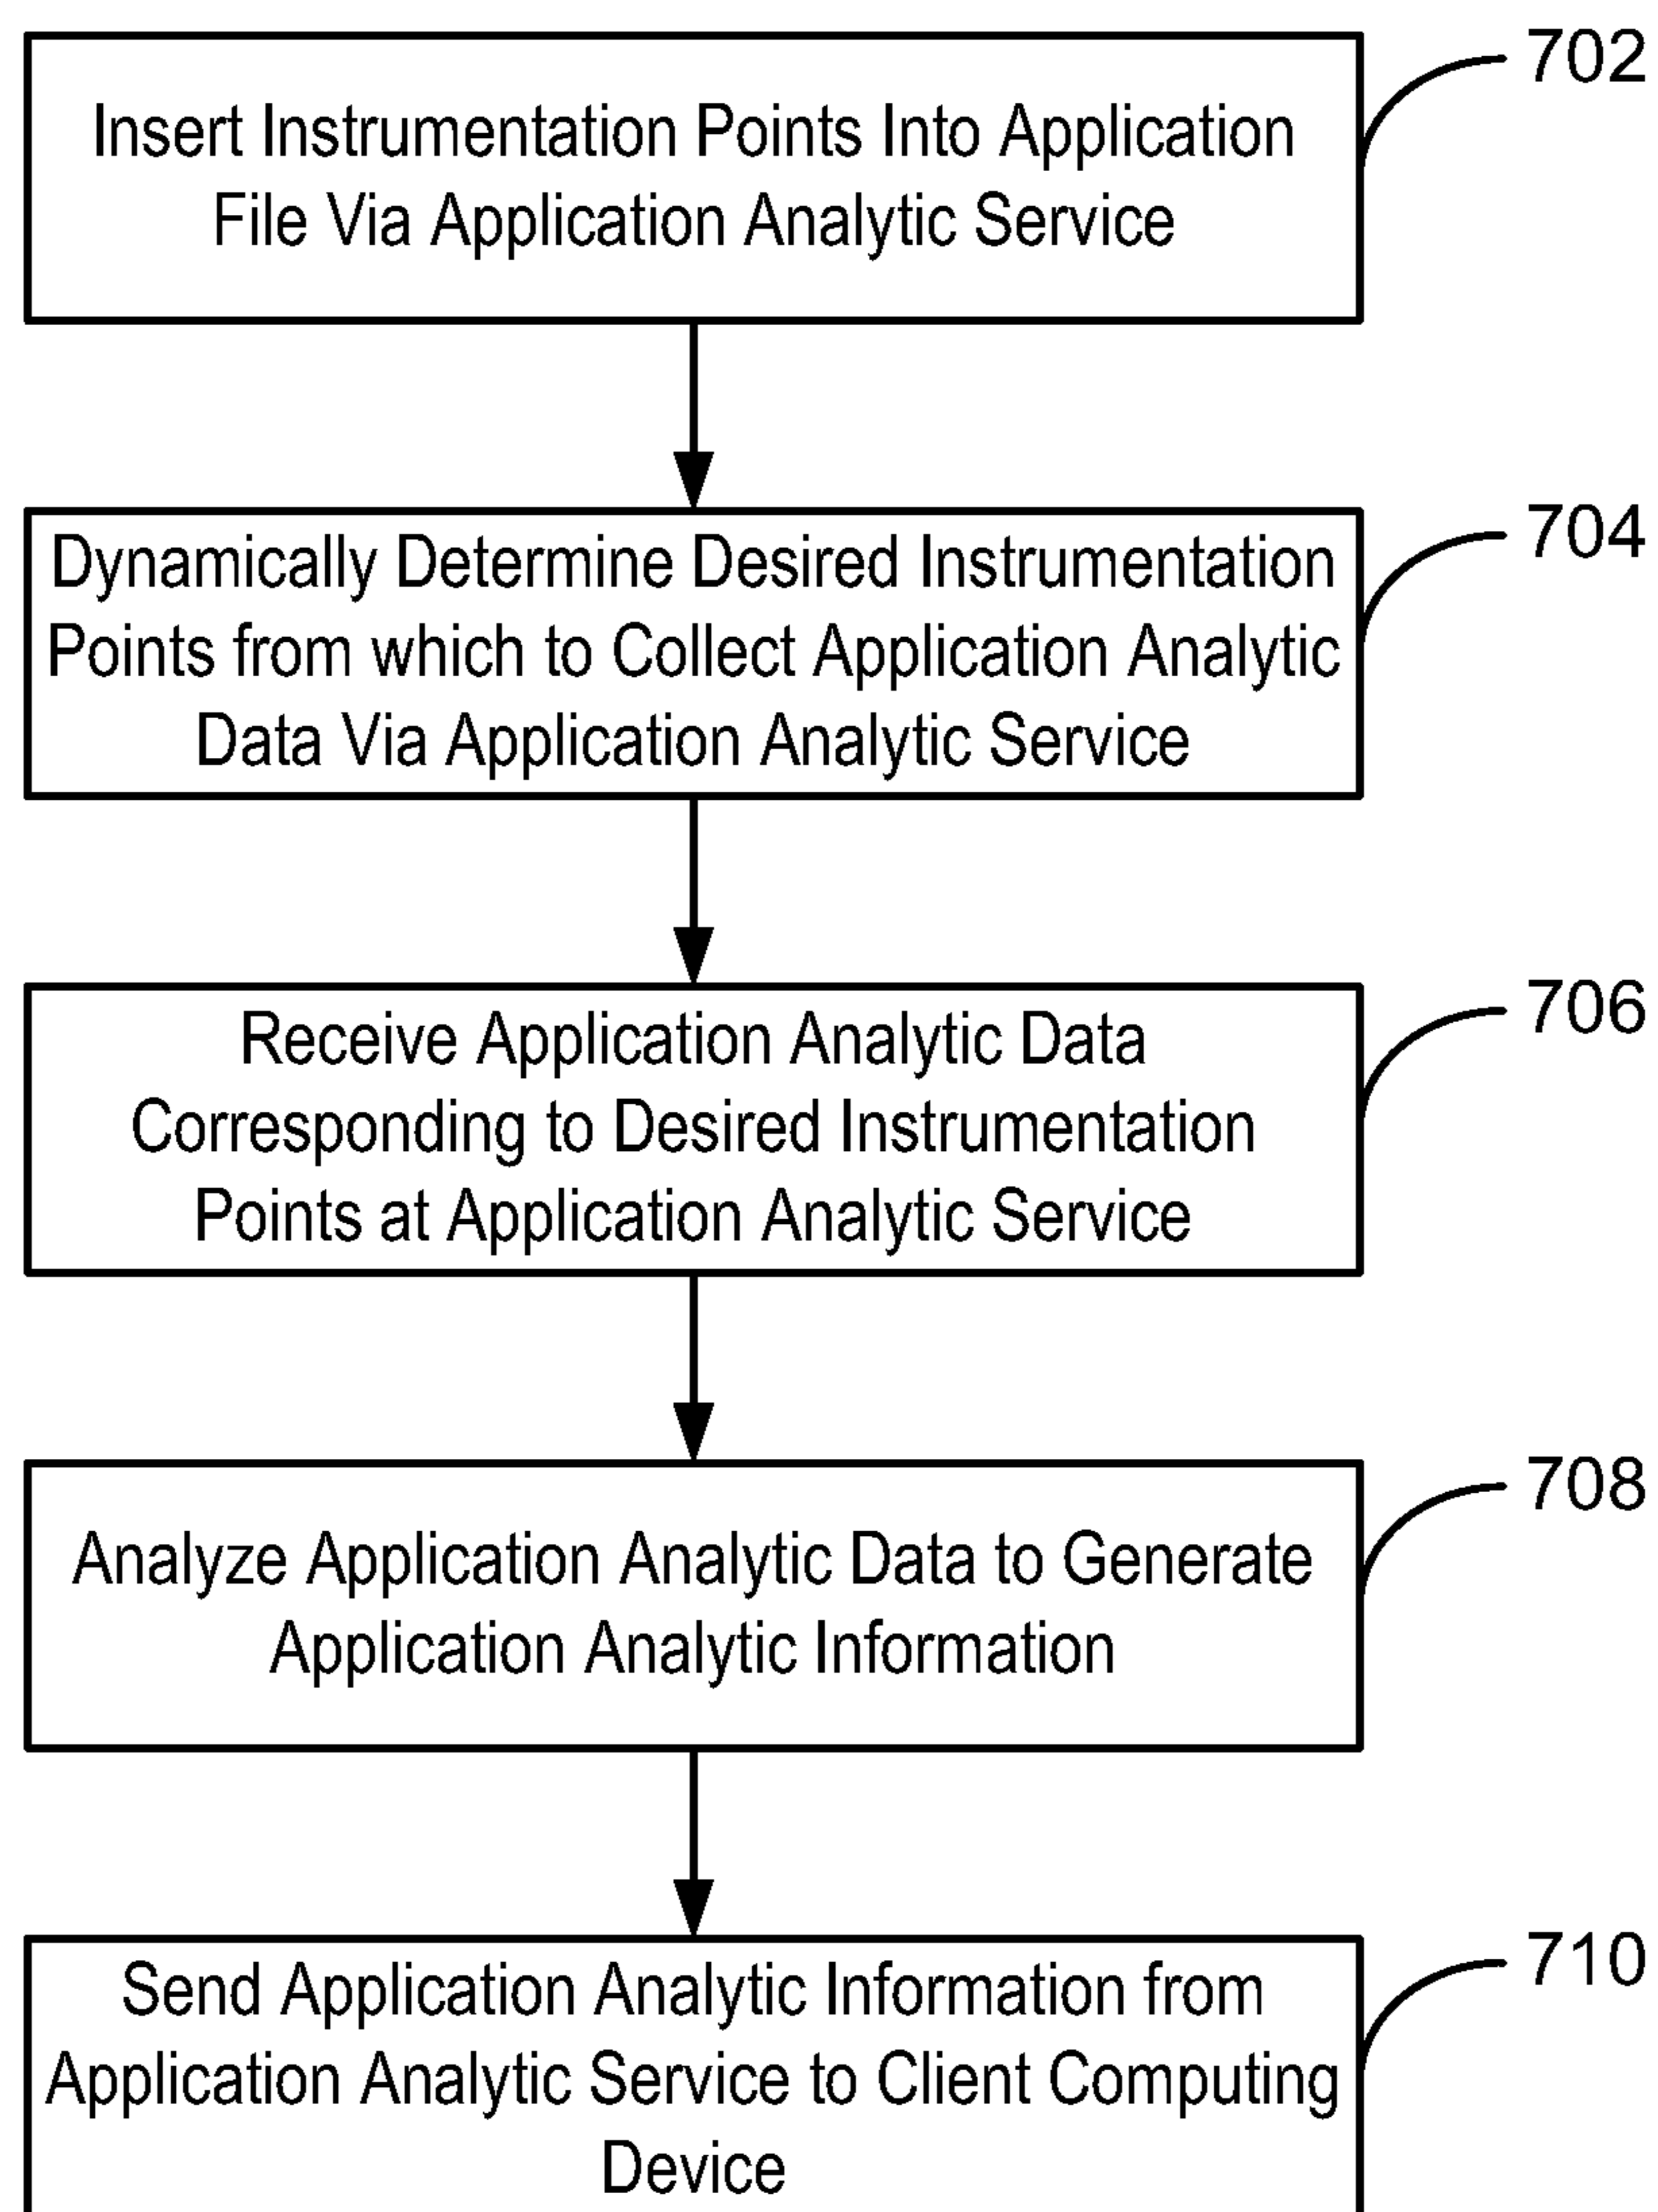 702
Insert Instrumentation Points Into Application
File Via Application Analytic Service
704
Dynamically Determine Desired Instrumentation
Points from which to Collect Application Analytic
Data Via Application Analytic Service
706
Receive Application Analytic Data
Corresponding to Desired Instrumentation
Points at Application Analytic Service
708
Analyze Application Analytic Data to Generate
Application Analytic Information
710
Send Application Analytic Information from
Application Analytic Service to Client Computing
Device